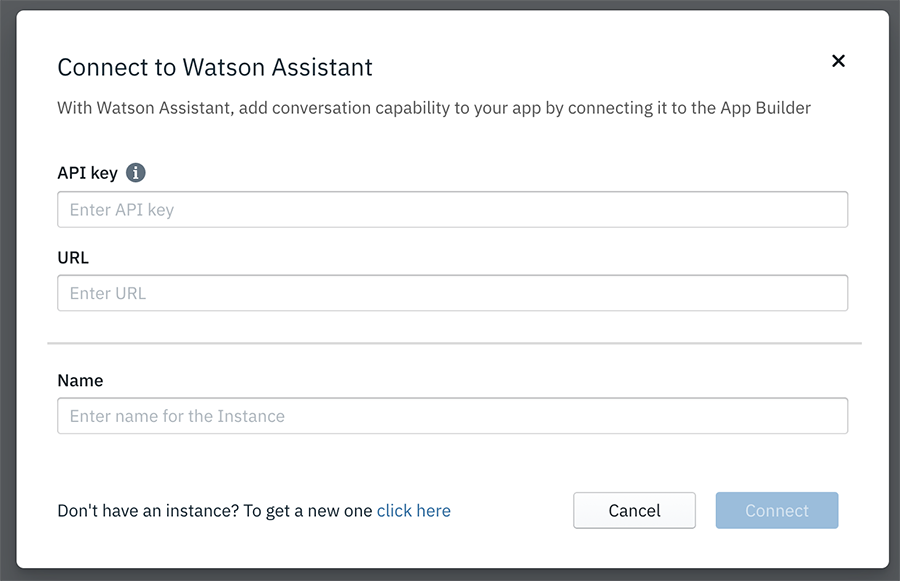 Connect to Watson Assistant
With Watson Assistant, add conversation capability to your app by connecting it to the App Builder
API key
Enter API key
URL
Enter URL
Name
Enter name for the Instance
Don't have an instance? To get a new one click here
Cancel
Connect